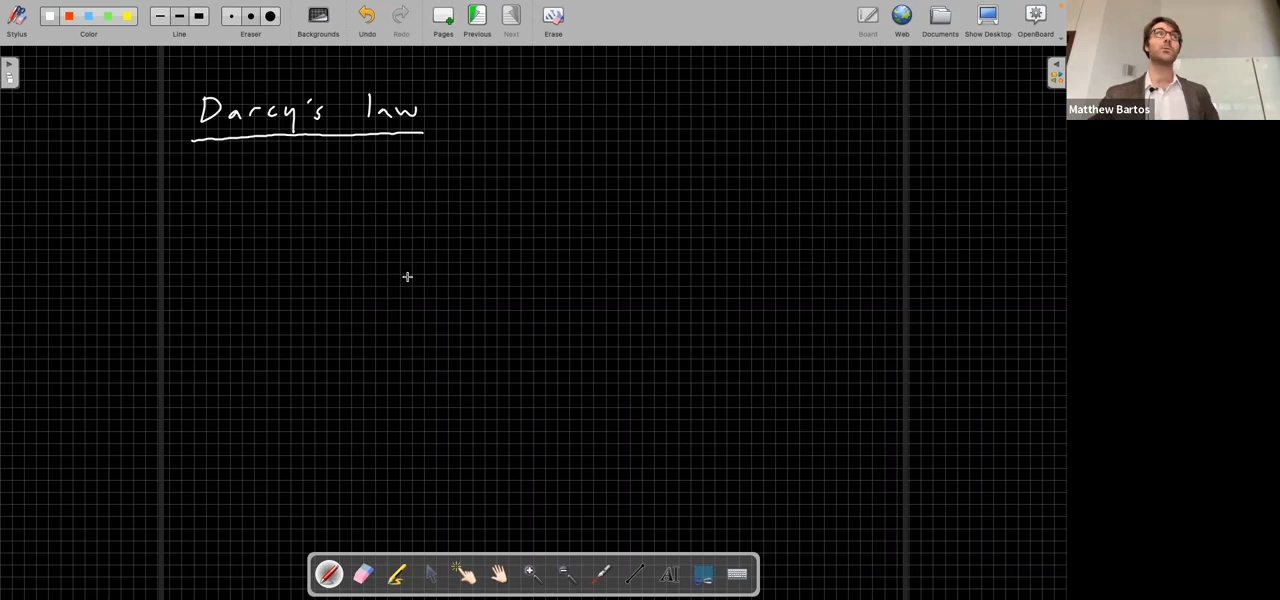 Stylus Color Line Eraser Backgrounds Undo Redo Pages Previous Next Erase Board Web Documents Show Desktop OpenBoard
Matthew Bartos
Darcy's law
AI